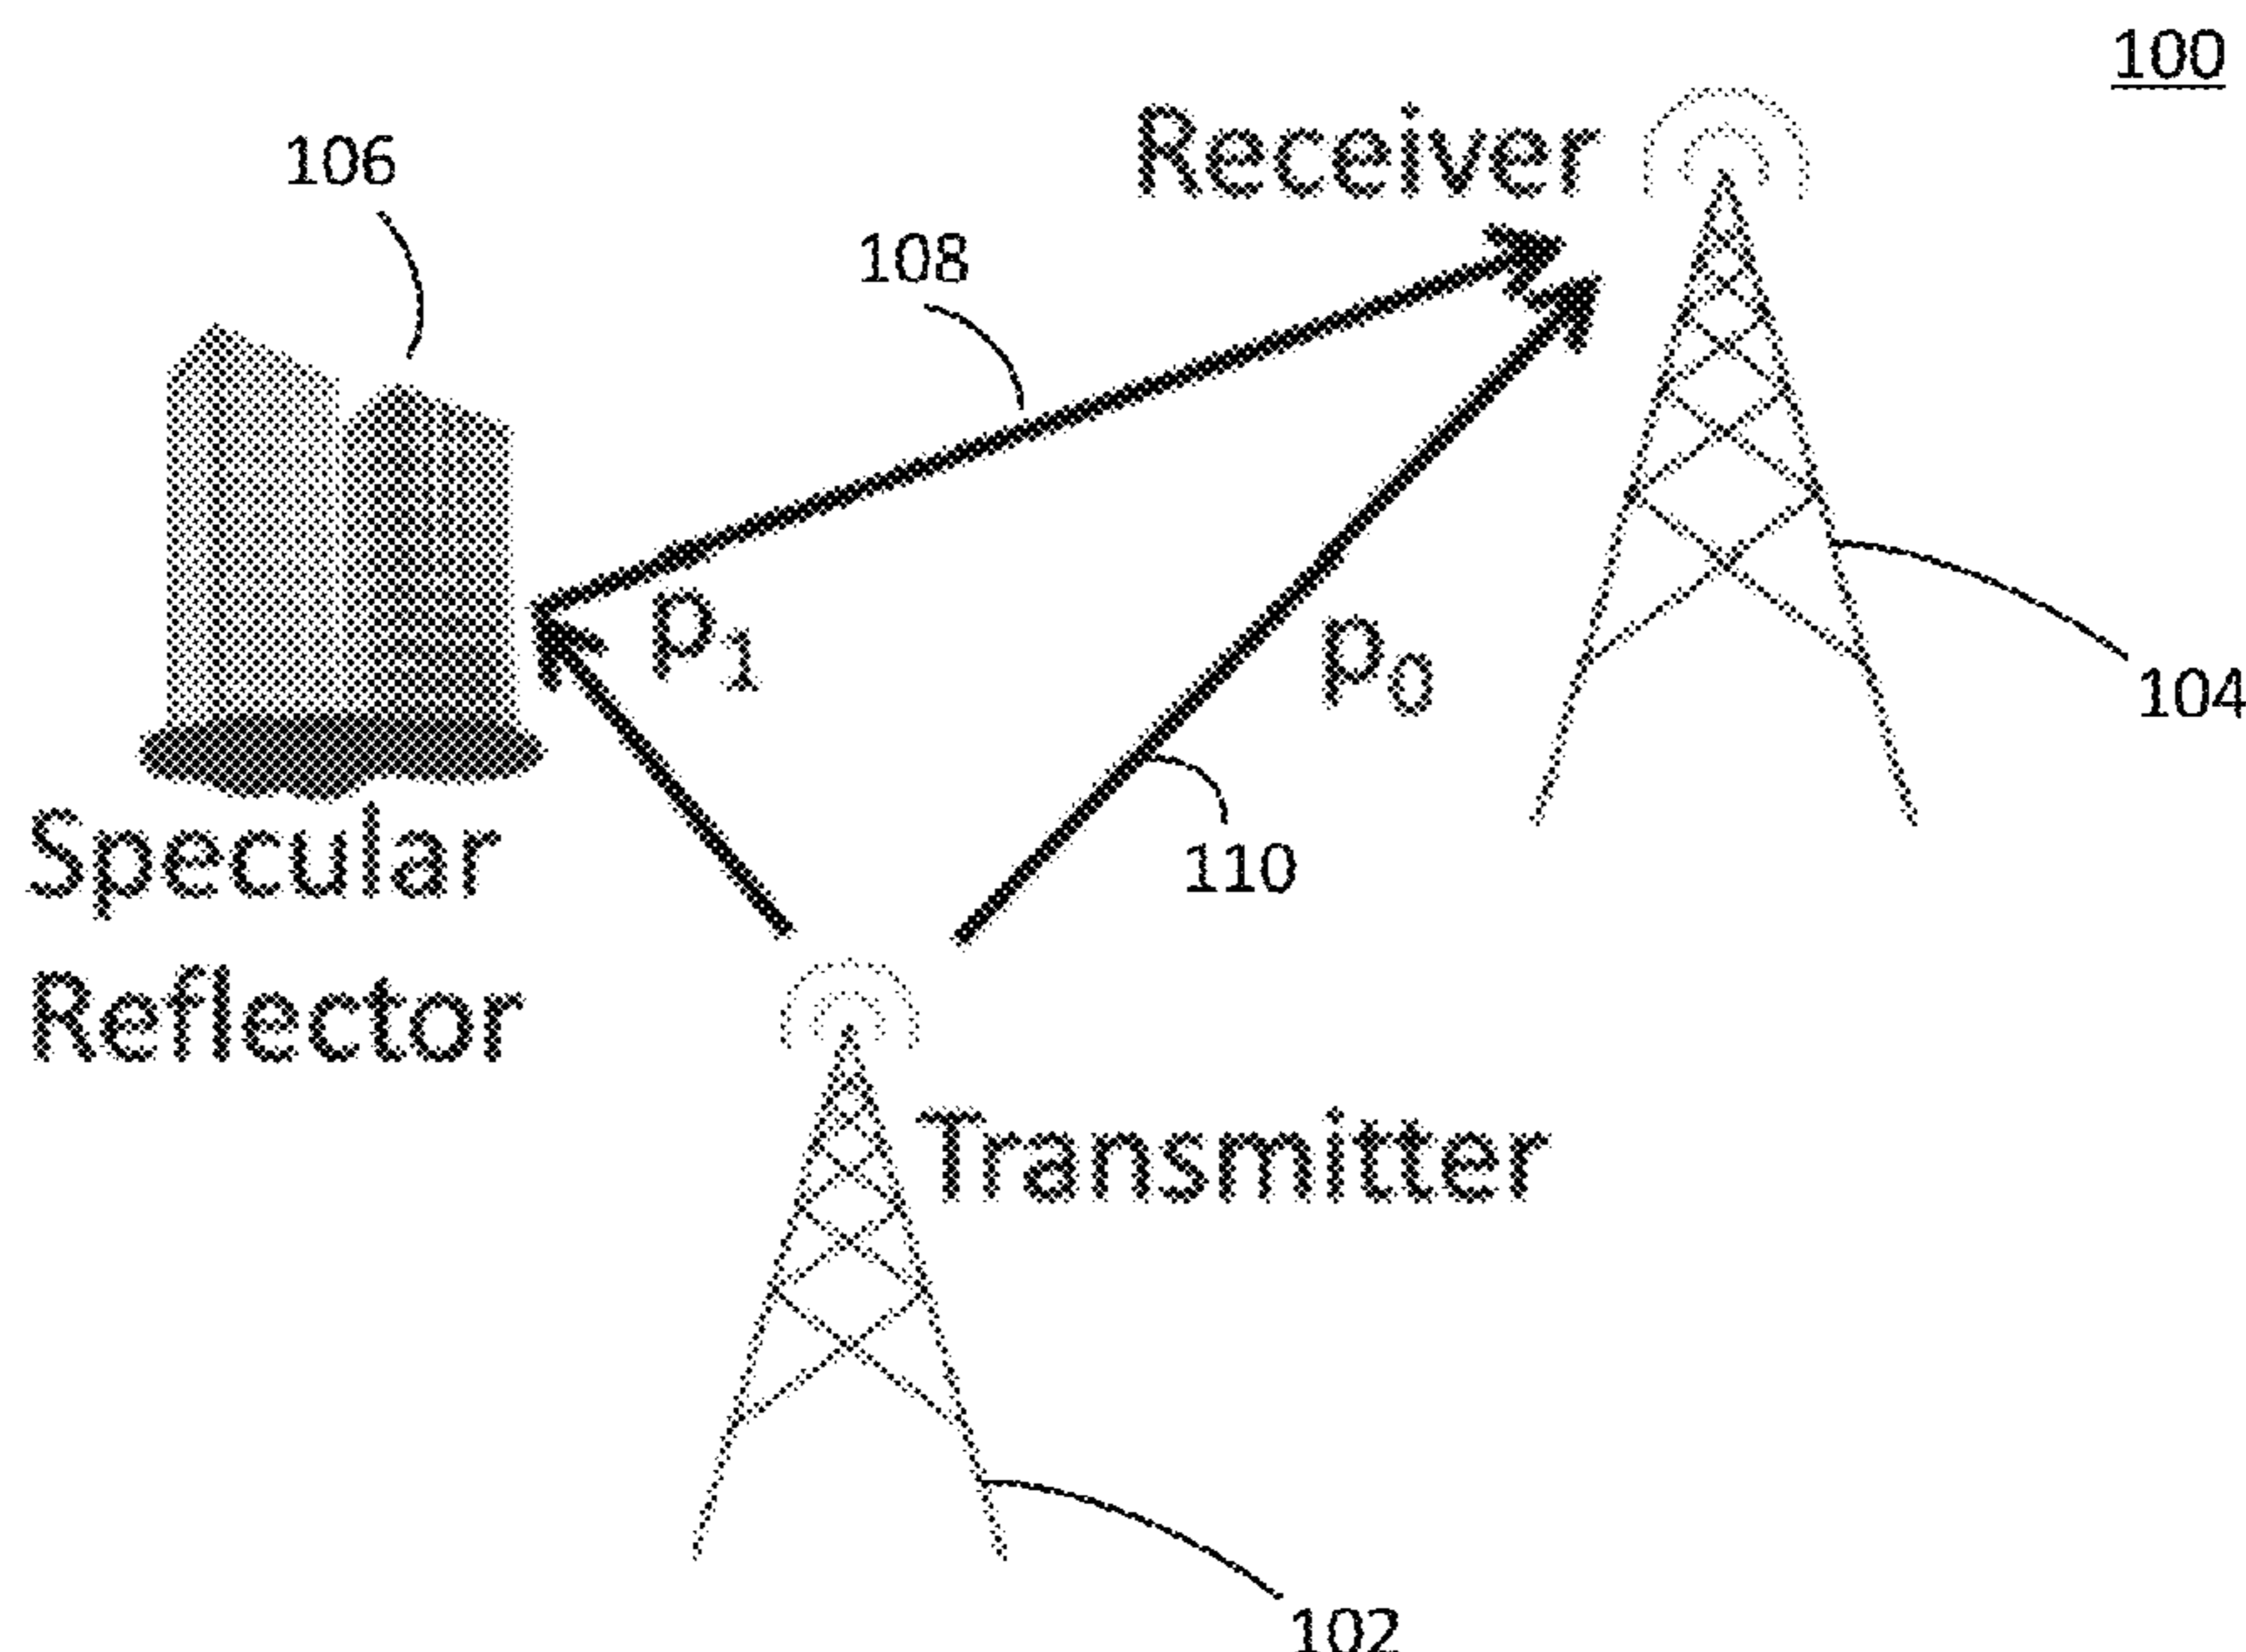 100
Receiver
106
108
p1
p0
104
110
Specular
Reflector
Transmitter
102